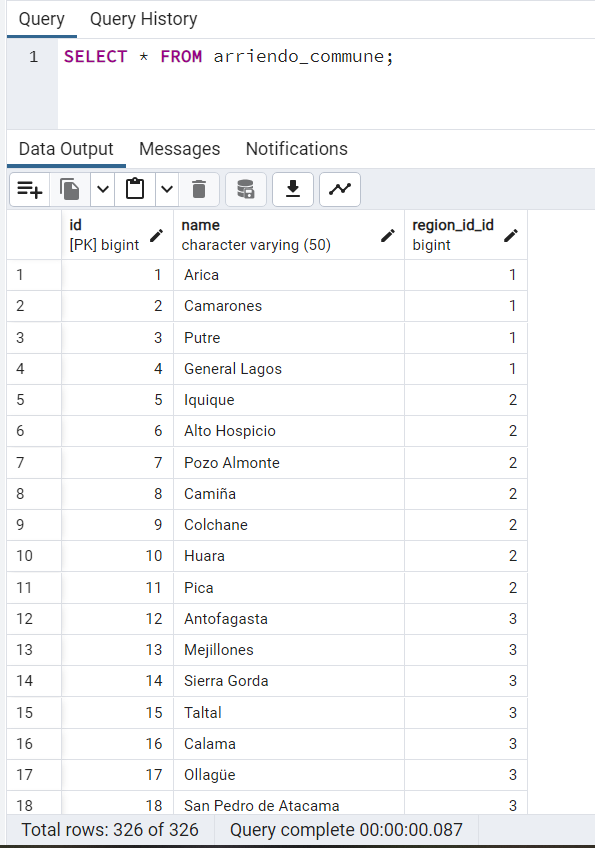 Query Query History
1 SELECT * FROM arriendo_commune;
Data Output Messages Notifications
id name region_id_id
[PK] bigint character varying (50) bigint
1 1 Arica 1
2 2 Camarones 1
3 3 Putre 1
4 4 General Lagos 1
5 5 Iquique 2
6 6 Alto Hospicio 2
7 7 Pozo Almonte 2
8 8 Camiña 2
9 9 Colchane 2
10 10 Huara 2
11 11 Pica 2
12 12 Antofagasta 3
13 13 Mejillones 3
14 14 Sierra Gorda 3
15 15 Taltal 3
16 16 Calama 3
17 17 Ollagüe 3
18 18 San Pedro de Atacama 3
Total rows: 326 of 326 Query complete 00:00:00.087